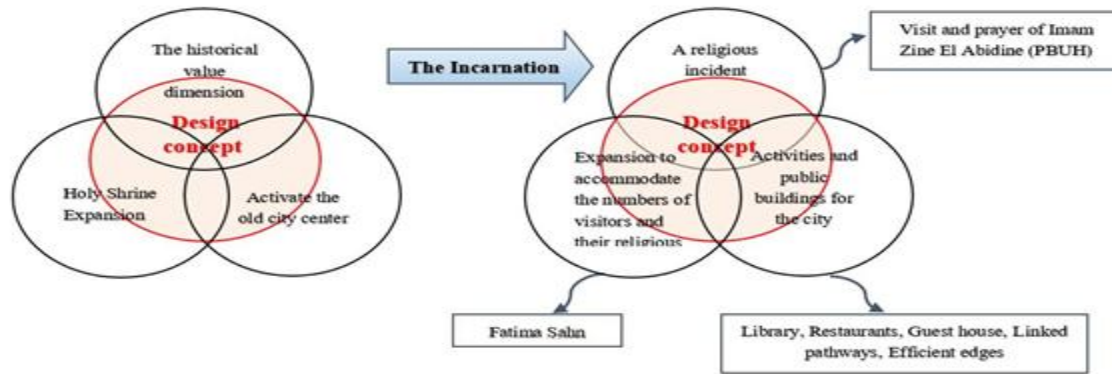 The historical
value
dimension
Design
concept
Holy Shrine
Expansion
Activate the
old city center
The Incarnation
A religious
incident
Design
concept
Expansion to
accommodate
the numbers of
visitors and
their religious
Activities and
public
buildings for
the city
Visit and prayer of Imam
Zine El Abidine (PBUH)
Fatima Sahn
Library, Restaurants, Guest house, Linked
pathways, Efficient edges